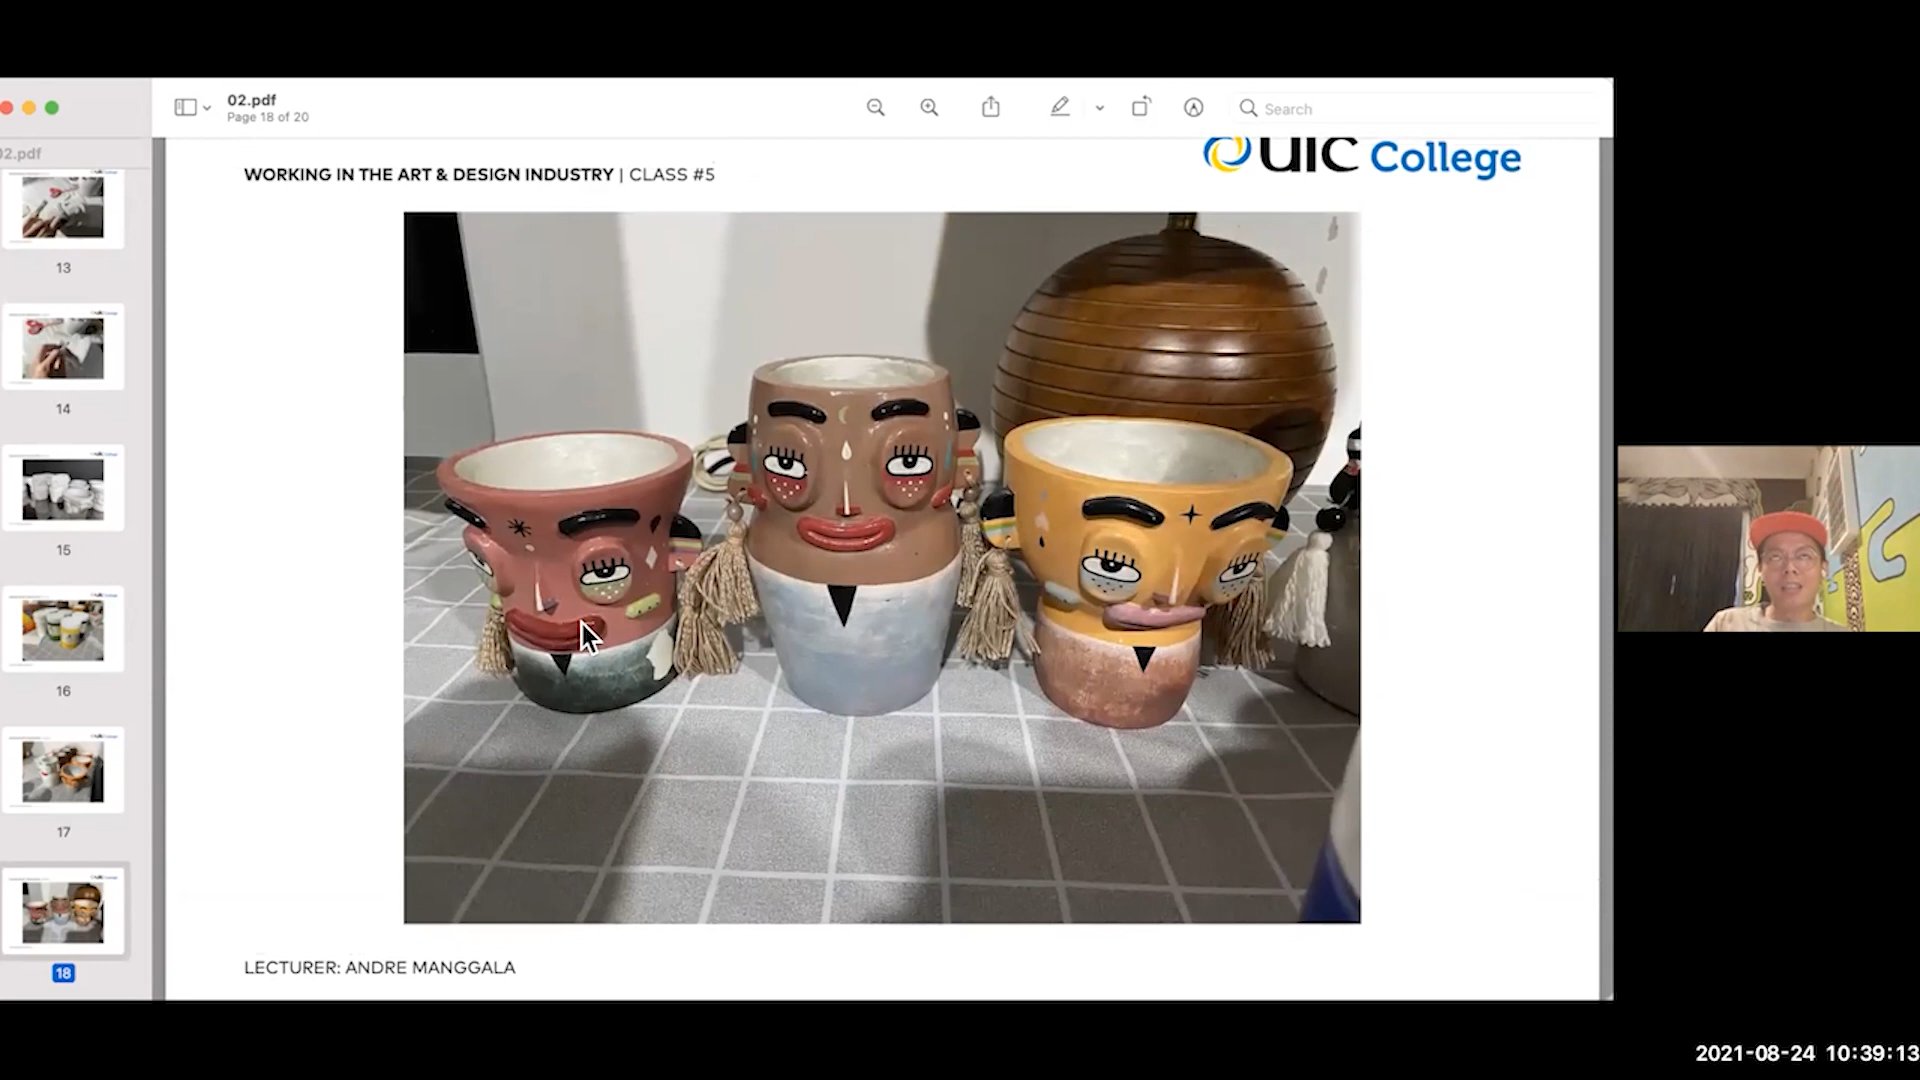 02.pdf
Page 18 of 20
Search
02.pdf
WORKING IN THE ART & DESIGN INDUSTRY | CLASS #5
UIC College
13
14
15
16
17
18
LECTURER: ANDRE MANGGALA
2021-08-24 10:39:13